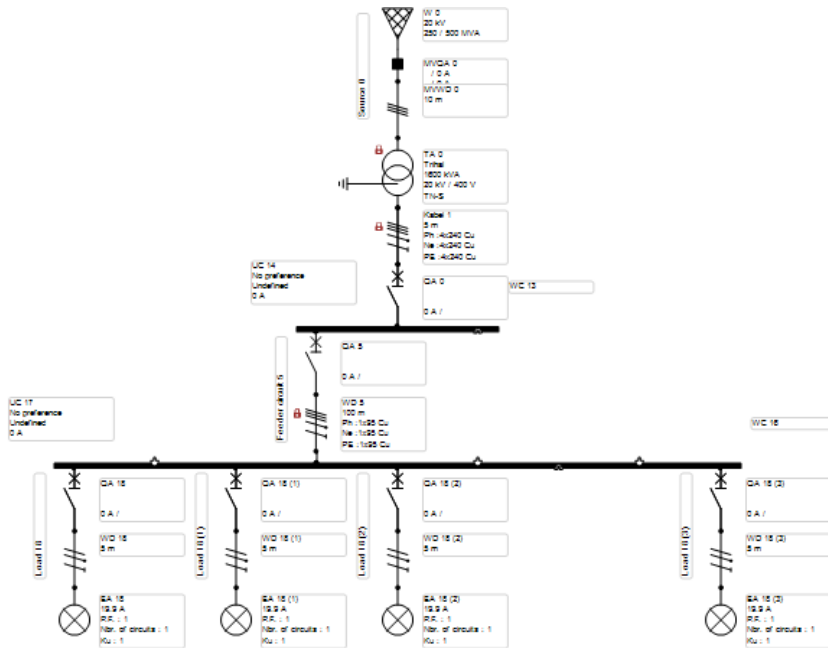 W 0
20 kV
250 / 500 MVA
Source 0
MVQA 0
/ 0 A
/ 0 A
MVWD 0
10 m
TA 0
Trihal
1600 kVA
20 kV / 400 V
TN-S
Kabel 1
5 m
Ph : 4x240 Cu
Ne : 4x240 Cu
PE : 4x240 Cu
UC 14
No preference
Undefined
0 A
QA 0
0 A /
WC 13
Feeder circuit 5
QA 5
0 A /
UC 17
No preference
Undefined
0 A
WD 5
100 m
Ph : 1x95 Cu
Ne : 1x95 Cu
PE : 1x95 Cu
WC 16
Load 18
QA 18
0 A /
WD 18
5 m
EA 18
19.9 A
P.F. : 1
Nbr. of circuits : 1
Ku : 1
Load 18 (1)
QA 18 (1)
0 A /
WD 18 (1)
5 m
EA 18 (1)
19.9 A
P.F. : 1
Nbr. of circuits : 1
Ku : 1
Load 18 (2)
QA 18 (2)
0 A /
WD 18 (2)
5 m
EA 18 (2)
19.9 A
P.F. : 1
Nbr. of circuits : 1
Ku : 1
Load 18 (3)
QA 18 (3)
0 A /
WD 18 (3)
5 m
EA 18 (3)
19.9 A
P.F. : 1
Nbr. of circuits : 1
Ku : 1